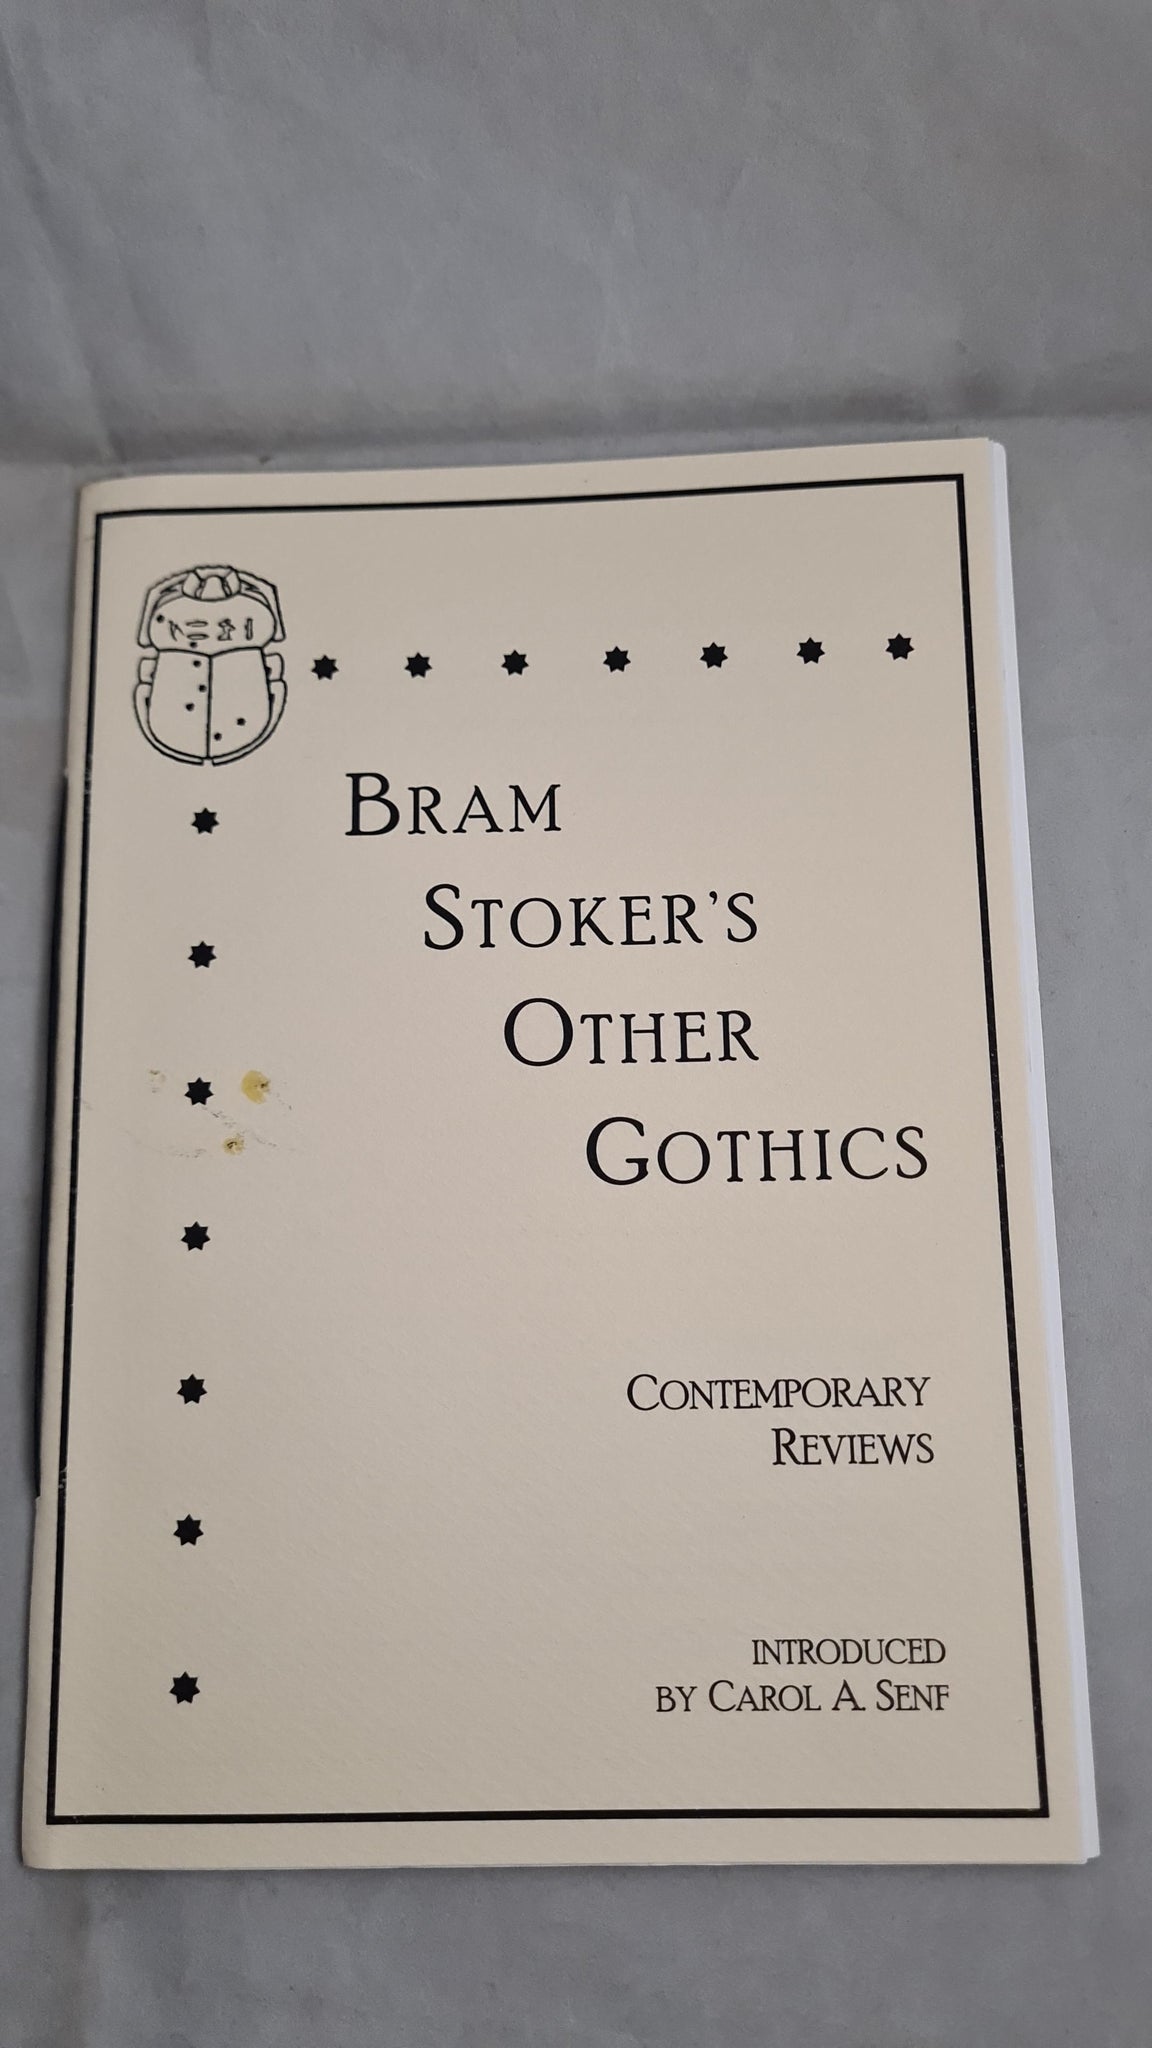 BRAM
STOKER'S
OTHER
GOTHICS
CONTEMPORARY
REVIEWS
INTRODUCED
BY CAROL A. SENF